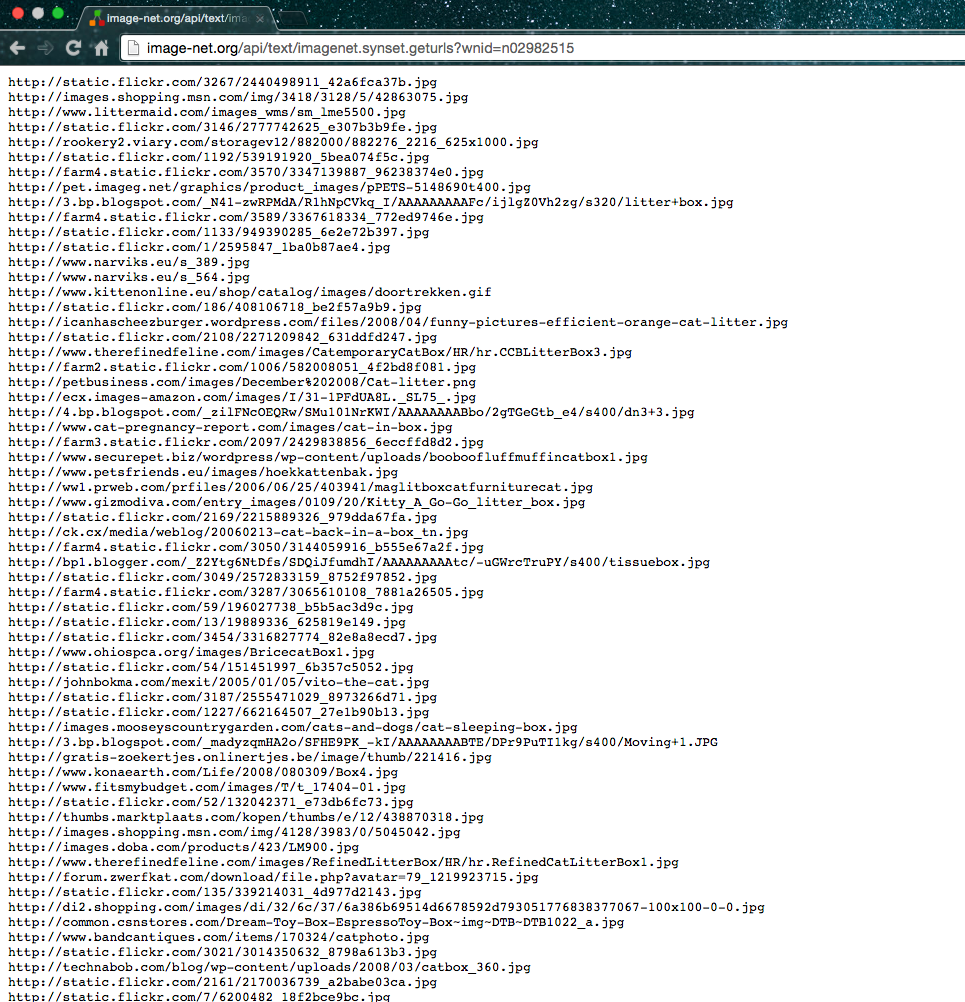 image-net.org/api/text/ima
image-net.org/api/text/imagenet.synset.geturls?wnid=n02982515
http://static.flickr.com/3267/2440498911_42a6fca37b.jpg
http://images.shopping.msn.com/img/3418/3128/5/42863075.jpg
http://www.littermaid.com/images_wms/sm_lme5500.jpg
http://static.flickr.com/3146/2777742625_e307b3b9fe.jpg
http://rookery2.viary.com/storagev12/882000/882276_2216_625x1000.jpg
http://static.flickr.com/1192/539191920_5bea074f5c.jpg
http://farm4.static.flickr.com/3570/3347139887_96238374e0.jpg
http://pet.imageg.net/graphics/product_images/pPETS-5148690t400.jpg
http://3.bp.blogspot.com/_N41-zwRPMdA/R1hNpCVkq_I/AAAAAAAAAFc/ijlgZ0Vh2zg/s320/litter+box.jpg
http://farm4.static.flickr.com/3589/3367618334_772ed9746e.jpg
http://static.flickr.com/1133/949390285_6e2e72b397.jpg
http://static.flickr.com/1/2595847_1ba0b87ae4.jpg
http://www.narviks.eu/s_389.jpg
http://www.narviks.eu/s_564.jpg
http://www.kittenonline.eu/shop/catalog/images/doortrekken.gif
http://static.flickr.com/186/408106718_be2f57a9b9.jpg
http://icanhascheezburger.wordpress.com/files/2008/04/funny-pictures-efficient-orange-cat-litter.jpg
http://static.flickr.com/2108/2271209842_631ddfd247.jpg
http://www.therefinedfeline.com/images/CatemporaryCatBox/HR/hr.CCBLitterBox3.jpg
http://farm2.static.flickr.com/1006/582008051_4f2bd8f081.jpg
http://petbusiness.com/images/December%202008/Cat-litter.png
http://ecx.images-amazon.com/images/I/31-1PFdUA8L._SL75_.jpg
http://4.bp.blogspot.com/_zilFNcOEQRw/SMu101NrKWI/AAAAAAAABbo/2gTGeGtb_e4/s400/dn3+3.jpg
http://www.cat-pregnancy-report.com/images/cat-in-box.jpg
http://farm3.static.flickr.com/2097/2429838856_6eccffd8d2.jpg
http://www.securepet.biz/wordpress/wp-content/uploads/booboofluffmuffincatbox1.jpg
http://www.petsfriends.eu/images/hoekkattenbak.jpg
http://ww1.prweb.com/prfiles/2006/06/25/403941/maglitboxcatfurniturecat.jpg
http://www.gizmodiva.com/entry_images/0109/20/Kitty_A_Go-Go_litter_box.jpg
http://static.flickr.com/2169/2215889326_979dda67fa.jpg
http://ck.cx/media/weblog/20060213-cat-back-in-a-box_tn.jpg
http://farm4.static.flickr.com/3050/3144059916_b555e67a2f.jpg
http://bp1.blogger.com/_Z2Ytg6NtDfs/SDQiJfumdhI/AAAAAAAAAtc/-uGWrcTruPY/s400/tissuebox.jpg
http://static.flickr.com/3049/2572833159_8752f97852.jpg
http://farm4.static.flickr.com/3287/3065610108_7881a26505.jpg
http://static.flickr.com/59/196027738_b5b5ac3d9c.jpg
http://static.flickr.com/13/19889336_625819e149.jpg
http://static.flickr.com/3454/3316827774_82e8a8ecd7.jpg
http://www.ohiospca.org/images/BricecatBox1.jpg
http://static.flickr.com/54/151451997_6b357c5052.jpg
http://johnbokma.com/mexit/2005/01/05/vito-the-cat.jpg
http://static.flickr.com/3187/2555471029_8973266d71.jpg
http://static.flickr.com/1227/662164507_27e1b90b13.jpg
http://images.mooseyscountrygarden.com/cats-and-dogs/cat-sleeping-box.jpg
http://3.bp.blogspot.com/_madyzqmHA2o/SFHE9PK_-kI/AAAAAAAABTE/DPr9PuTI1kg/s400/Moving+1.JPG
http://gratis-zoekertjes.onlinertjes.be/image/thumb/221416.jpg
http://www.konaearth.com/Life/2008/080309/Box4.jpg
http://www.fitsmybudget.com/images/T/t_17404-01.jpg
http://static.flickr.com/52/132042371_e73db6fc73.jpg
http://thumbs.marktplaats.com/kopen/thumbs/e/12/438870318.jpg
http://images.shopping.msn.com/img/4128/3983/0/5045042.jpg
http://images.doba.com/products/423/LM900.jpg
http://www.therefinedfeline.com/images/RefinedLitterBox/HR/hr.RefinedCatLitterBox1.jpg
http://forum.zwerfkat.com/download/file.php?avatar=79_1219923715.jpg
http://static.flickr.com/135/339214031_4d977d2143.jpg
http://di2.shopping.com/images/di/32/6c/37/6a386b69514d6678592d793051776838377067-100x100-0-0.jpg
http://common.csnstores.com/Dream-Toy-Box-EspressoToy-Box~img~DTB~DTB1022_a.jpg
http://www.bandcantiques.com/items/170324/catphoto.jpg
http://static.flickr.com/3021/3014350632_8798a613b3.jpg
http://technabob.com/blog/wp-content/uploads/2008/03/catbox_360.jpg
http://static.flickr.com/2161/2170036739_a2babe03ca.jpg
http://static.flickr.com/7/6200482_18f2bce9bc.jpg